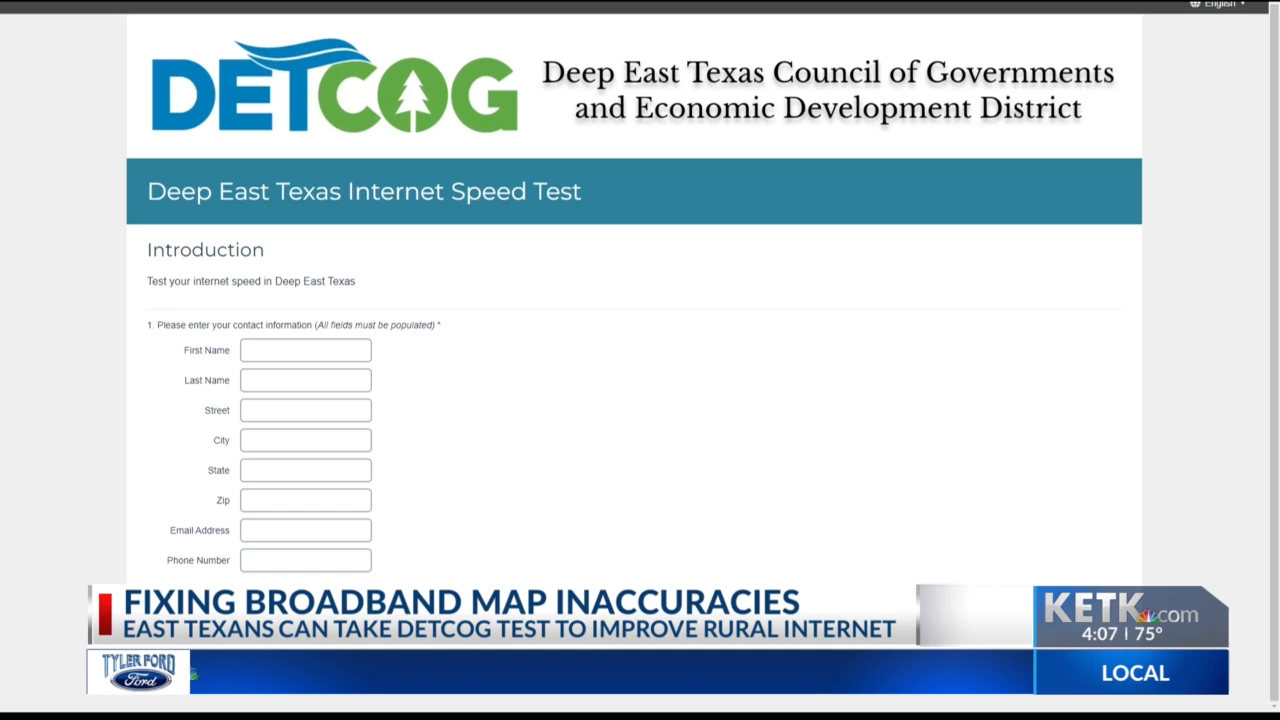 English
DETCOG
Deep East Texas Council of Governments
and Economic Development District
Deep East Texas Internet Speed Test
Introduction
Test your internet speed in Deep East Texas
1. Please enter your contact information (All fields must be populated) *
First Name
Last Name
Street
City
State
Zip
Email Address
Phone Number
FIXING BROADBAND MAP INACCURACIES
EAST TEXANS CAN TAKE DETCOG TEST TO IMPROVE RURAL INTERNET
KETK.com
4:07 | 75°
TYLER FORD
Ford
LOCAL